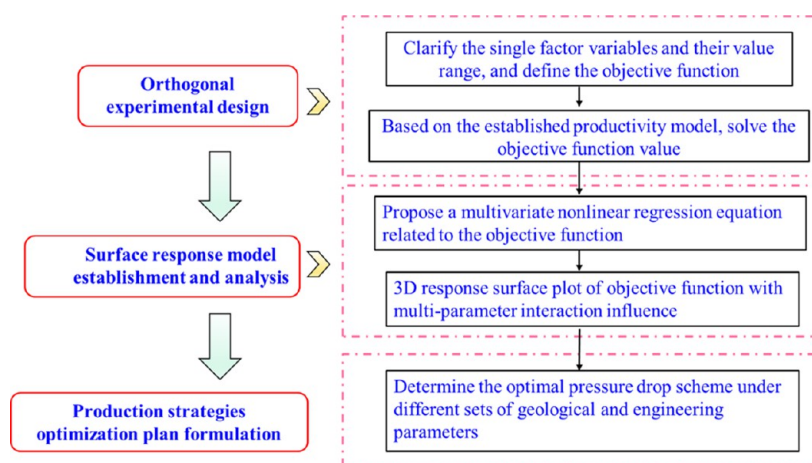 Orthogonal
experimental design
Clarify the single factor variables and their value
range, and define the objective function
Based on the established productivity model, solve the
objective function value
Surface response model
establishment and analysis
Propose a multivariate nonlinear regression equation
related to the objective function
3D response surface plot of objective function with
multi-parameter interaction influence
Production strategies
optimization plan formulation
Determine the optimal pressure drop scheme under
different sets of geological and engineering
parameters